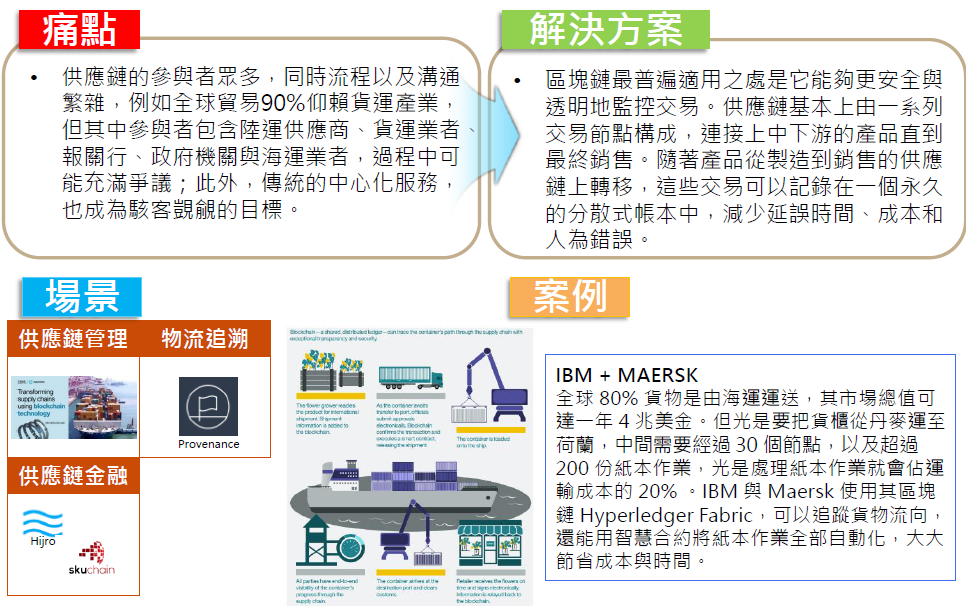 痛點
• 供應鏈的參與者眾多，同時流程以及溝通
繁雜，例如全球貿易90%仰賴貨運產業，
但其中參與者包含陸運供應商、貨運業者、
報關行、政府機關與海運業者，過程中可
能充滿爭議；此外，傳統的中心化服務，
也成為駭客覬覦的目標。
解決方案
• 區塊鏈最普遍適用之處是它能夠更安全與
透明地監控交易。供應鏈基本上由一系列
交易節點構成，連接上中下游的產品直到
最終銷售。隨著產品從製造到銷售的供應
鏈上轉移，這些交易可以記錄在一個永久
的分散式帳本中，減少延誤時間、成本和
人為錯誤。
場景
供應鏈管理
物流追溯
Transforming
supply chains
using blockchain
technology
Provenance
供應鏈金融
Hijro
skuchain
案例
Blockchain – a shared, distributed ledger – can trace the container's path through the supply chain with
exceptional transparency and security.
The flower grower readies
the product for international
shipment. Shipment
information is added to
the blockchain.
As the container awaits
transfer to port, officials
submit approvals
electronically. Blockchain
confirms the transaction and
executes a smart contract,
releasing the shipment.
The container is loaded
onto the ship.
All parties have end-to-end
visibility of the container's
progress through the
supply chain.
The container arrives at the
destination port and clears
customs.
Retailer receives the flowers on
time and signs electronically.
Information is relayed back to
the blockchain.
IBM + MAERSK
全球 80% 貨物是由海運運送，其市場總值可
達一年 4 兆美金。但光是要把貨櫃從丹麥運至
荷蘭，中間需要經過 30 個節點，以及超過
200 份紙本作業，光是處理紙本作業就會佔運
輸成本的 20% 。IBM 與 Maersk 使用其區塊
鏈 Hyperledger Fabric，可以追蹤貨物流向，
還能用智慧合約將紙本作業全部自動化，大大
節省成本與時間。